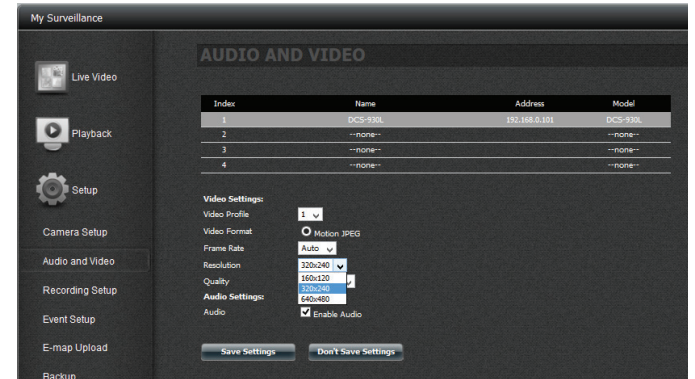 My Surveillance
Live Video
Playback
Setup
Camera Setup
Audio and Video
Recording Setup
Event Setup
E-map Upload
Backup
AUDIO AND VIDEO
Index Name Address Model
1 DCS-930L 192.168.0.101 DCS-930L
2 --none-- --none--
3 --none-- --none--
4 --none-- --none--
Video Settings:
Video Profile 1
Video Format Motion JPEG
Frame Rate Auto
Resolution 320x240
160x120
Quality
320x240
Audio Settings:
640x480
Audio Enable Audio
Save Settings Don't Save Settings